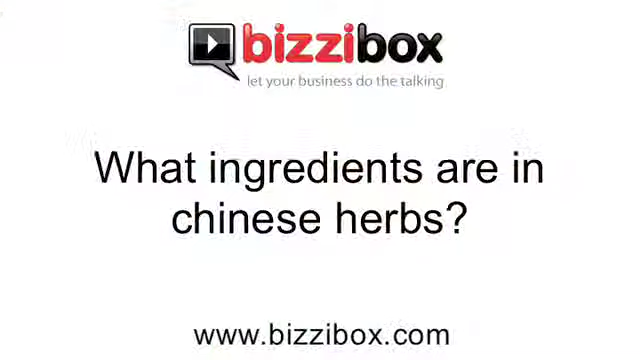 bizzibox
let your business do the talking
What ingredients are in
chinese herbs?
www.bizzibox.com